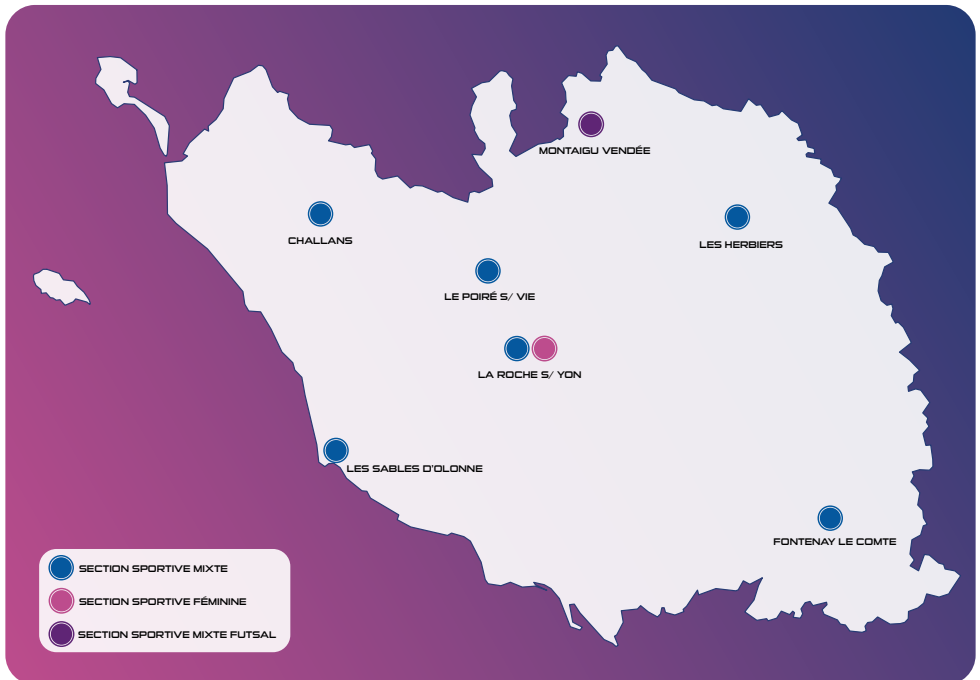 MONTAIGU VENDÉE
CHALLANS
LES HERBIERS
LE POIRÉ S/ VIE
LA ROCHE S/ YON
LES SABLES D'OLONNE
FONTENAY LE COMTE
SECTION SPORTIVE MIXTE
SECTION SPORTIVE FÉMININE
SECTION SPORTIVE MIXTE FUTSAL